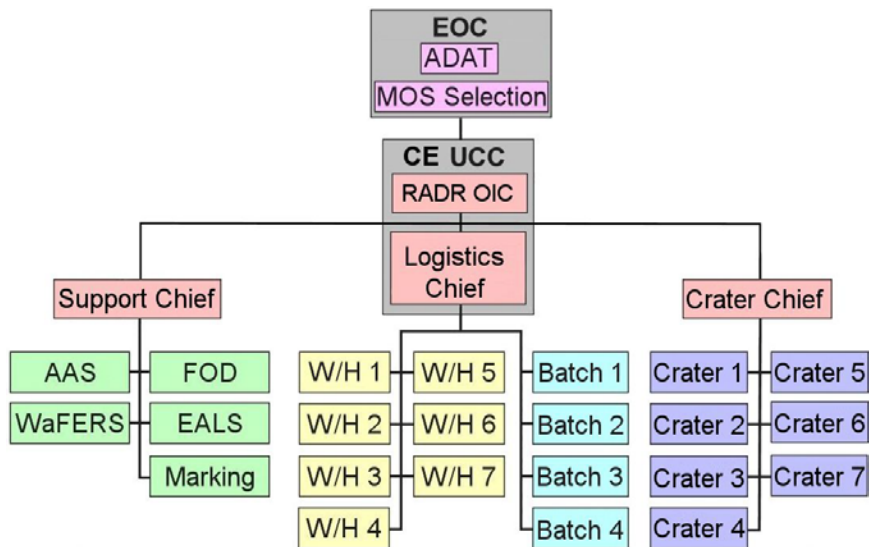 EOC
ADAT
MOS Selection
CE UCC
RADR OIC
Logistics
Chief
Support Chief
Crater Chief
AAS
FOD
WaFERS
EALS
Marking
W/H 1
W/H 5
W/H 2
W/H 6
W/H 3
W/H 7
W/H 4
Batch 1
Batch 2
Batch 3
Batch 4
Crater 1
Crater 5
Crater 2
Crater 6
Crater 3
Crater 7
Crater 4